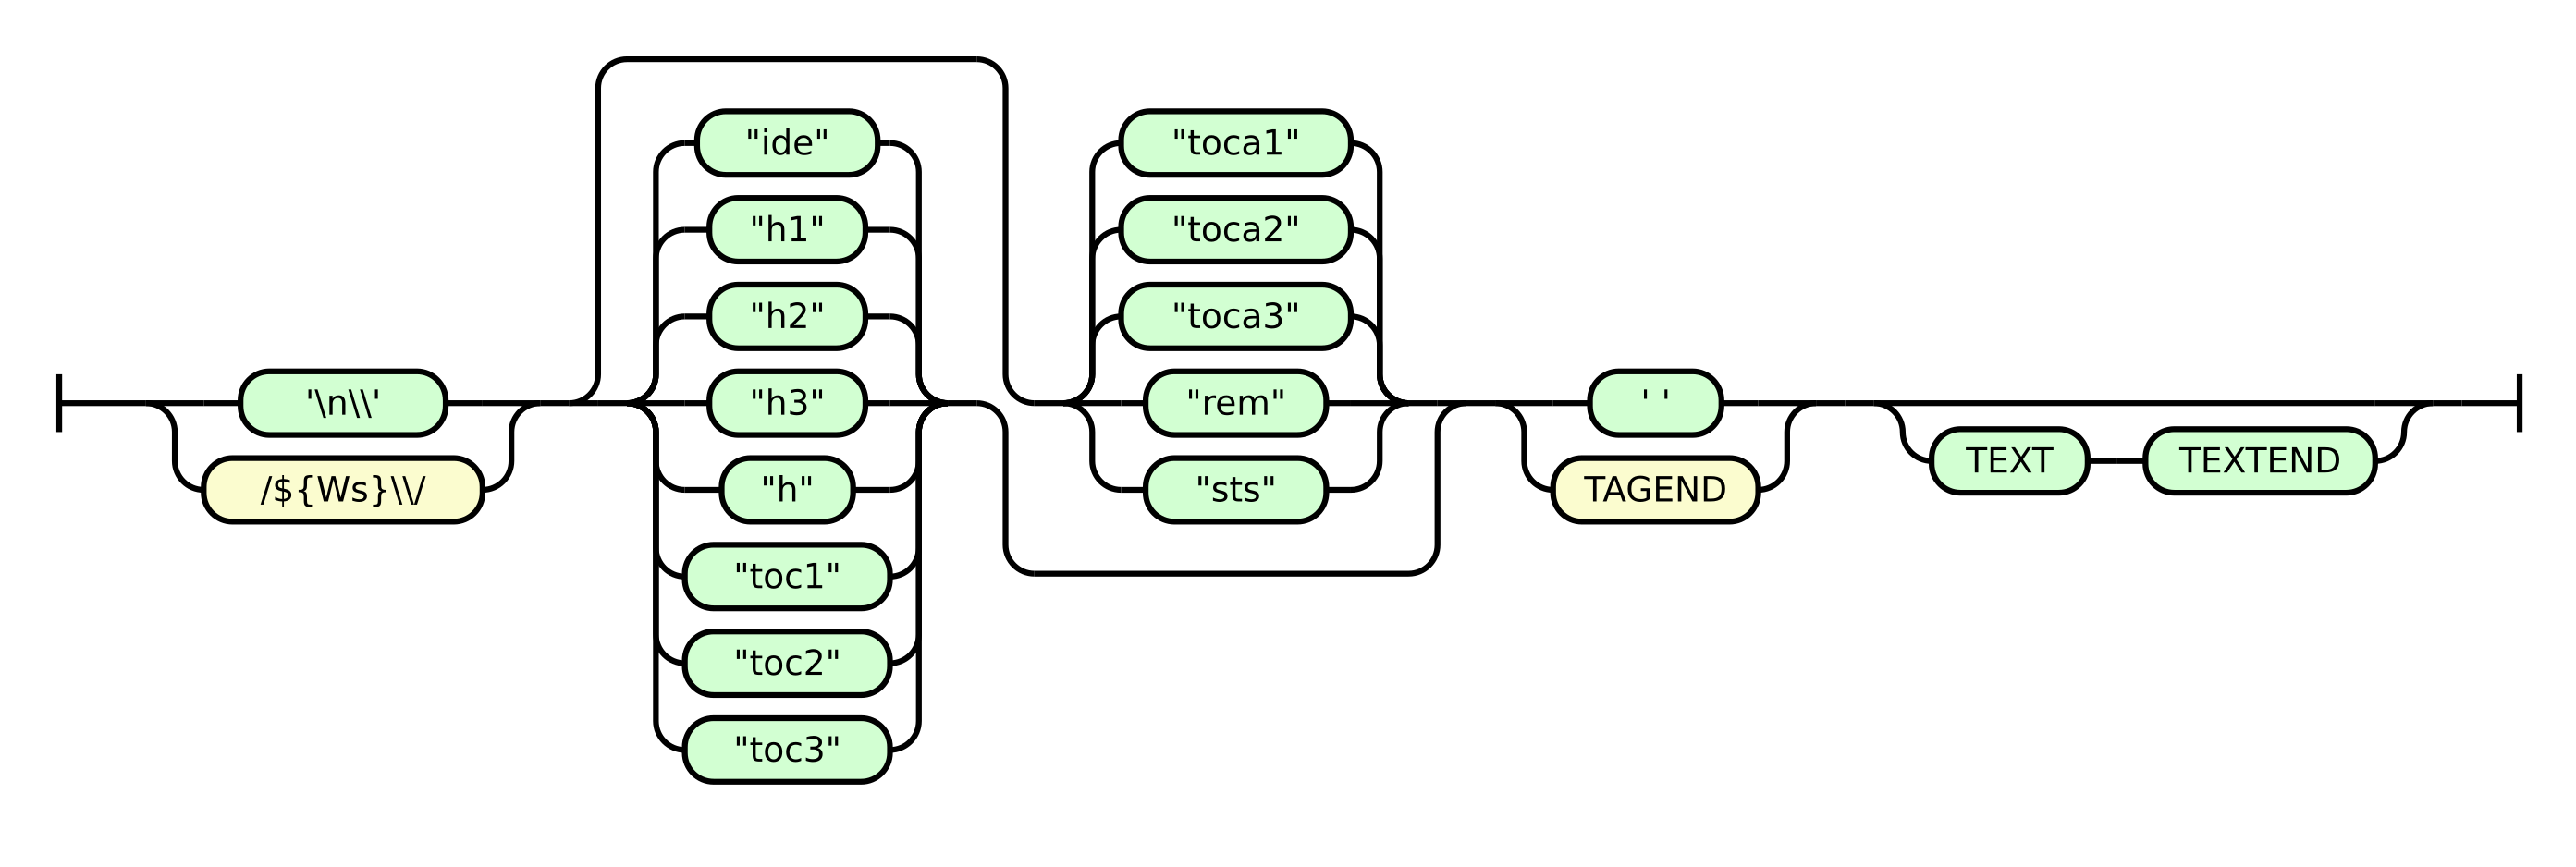 '\n\\'
/${Ws}\\/
"ide"
"h1"
"h2"
"h3"
"h"
"toc1"
"toc2"
"toc3"
"toca1"
"toca2"
"toca3"
"rem"
"sts"
' '
TAGEND
TEXT
TEXTEND